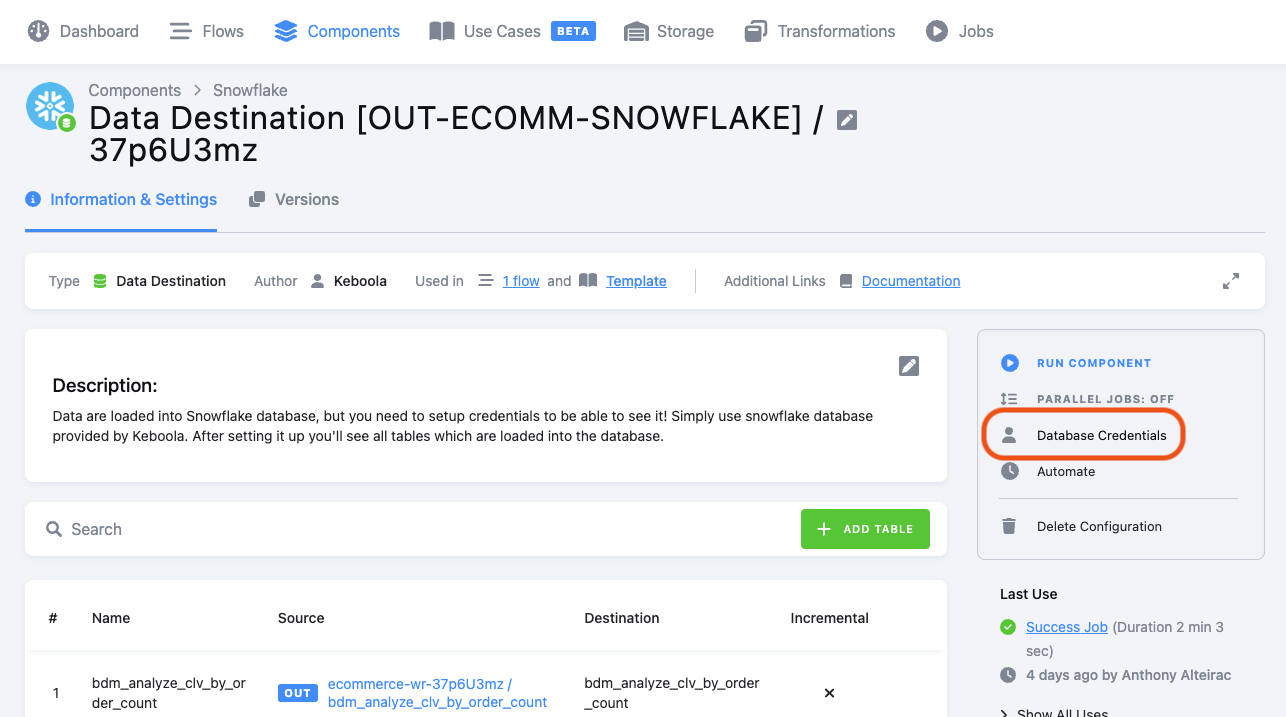 Dashboard Flows Components Use Cases BETA Storage Transformations Jobs
Components > Snowflake
Data Destination [OUT-ECOMM-SNOWFLAKE] /
37p6U3mz
Information & Settings Versions
Type Data Destination Author Keboola Used in 1 flow and Template Additional Links Documentation
Description:
Data are loaded into Snowflake database, but you need to setup credentials to be able to see it! Simply use snowflake database
provided by Keboola. After setting it up you'll see all tables which are loaded into the database.
Search
ADD TABLE
# Name Source Destination Incremental
1 bdm_analyze_clv_by_or
der_count
OUT ecommerce-wr-37p6U3mz /
bdm_analyze_clv_by_order_count
bdm_analyze_clv_by_order
_count
RUN COMPONENT
PARALLEL JOBS: OFF
Database Credentials
Automate
Delete Configuration
Last Use
Success Job (Duration 2 min 3
sec)
4 days ago by Anthony Alteirac
Show All Uses